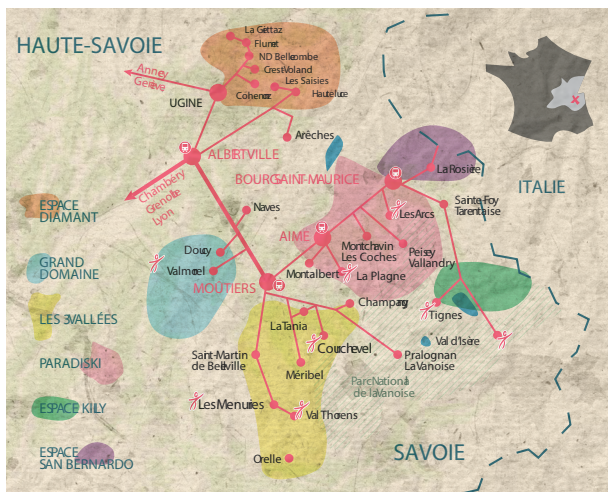 HAUTE-SAVOIE
La Giettaz
Flumet
ND Bellecombe
Crest-Voland
Les Saisies
Cohennoz
Hauteluce
Annecy
Genève
UGINE
Arêches
ALBERTVILLE
BOURG-SAINT-MAURICE
La Rosière
Chambéry
Grenoble
Lyon
ITALIE
Sainte-Foy
Tarentaise
ESPACE
DIAMANT
Naves
Les Arcs
AIME
Doucy
Montchavin
Les Coches
Peisey
Vallandry
GRAND
DOMAINE
Valmorel
Montalbert
La Plagne
MOÛTIERS
Champagny
Tignes
LES 3 VALLÉES
La Tania
Courchevel
Val d'Isère
Saint-Martin
de Belleville
Pralognan
La Vanoise
PARADISKI
Méribel
Parc National
de la Vanoise
Les Menuires
Val Thorens
ESPACE KILLY
ESPACE
SAN BERNARDO
Orelle
SAVOIE